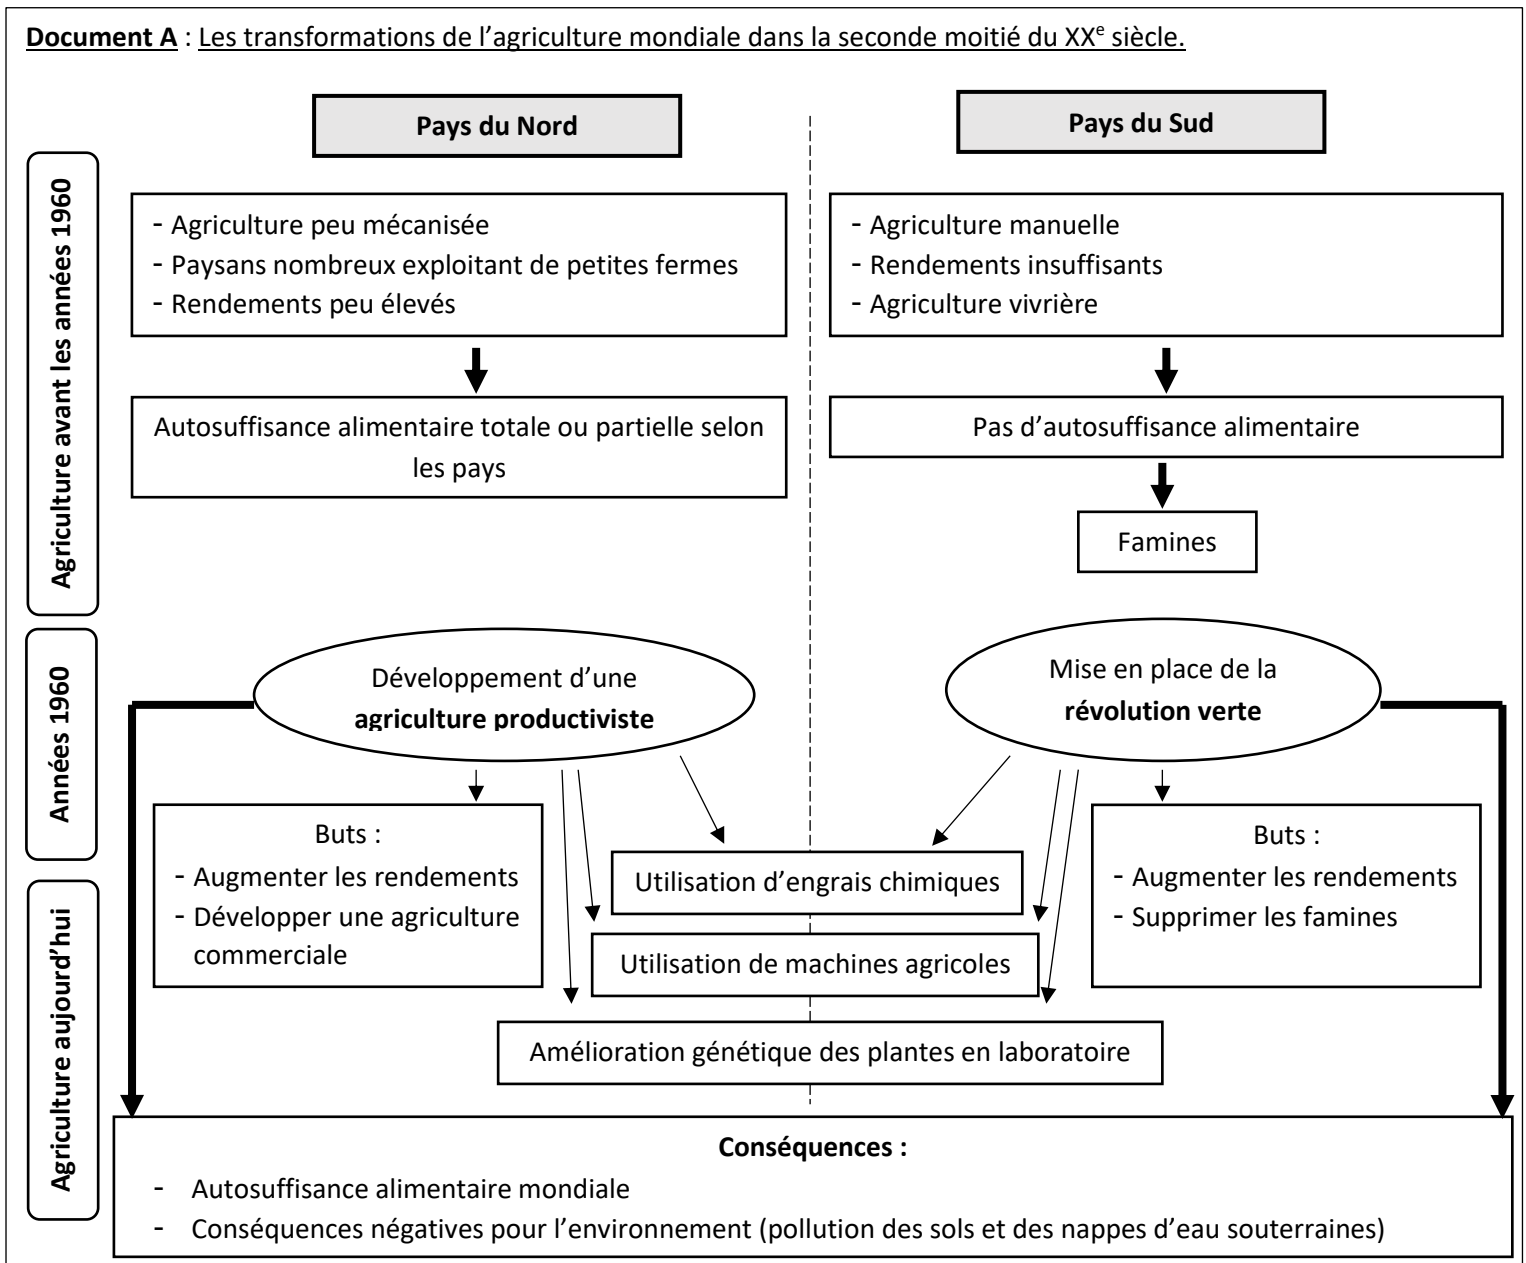 Document A : Les transformations de l’agriculture mondiale dans la seconde moitié du XXe siècle.
Pays du Nord
Pays du Sud
Agriculture avant les années 1960
- Agriculture peu mécanisée
- Paysans nombreux exploitant de petites fermes
- Rendements peu élevés
- Agriculture manuelle
- Rendements insuffisants
- Agriculture vivrière
Autosuffisance alimentaire totale ou partielle selon
les pays
Pas d’autosuffisance alimentaire
Famines
Années 1960
Développement d’une
agriculture productiviste
Mise en place de la
révolution verte
Buts :
- Augmenter les rendements
- Développer une agriculture
commerciale
Utilisation d’engrais chimiques
Utilisation de machines agricoles
Amélioration génétique des plantes en laboratoire
Buts :
- Augmenter les rendements
- Supprimer les famines
Agriculture aujourd’hui
Conséquences :
- Autosuffisance alimentaire mondiale
- Conséquences négatives pour l’environnement (pollution des sols et des nappes d’eau souterraines)